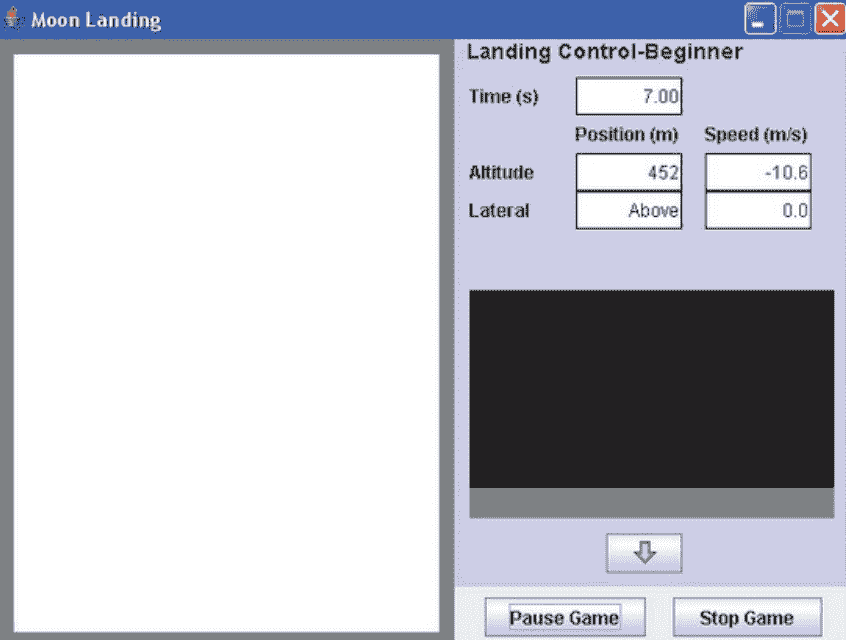 Moon Landing
Landing Control-Beginner
Time (s) 7.00
Position (m) Speed (m/s)
Altitude 452 -10.6
Lateral Above 0.0
Pause Game Stop Game